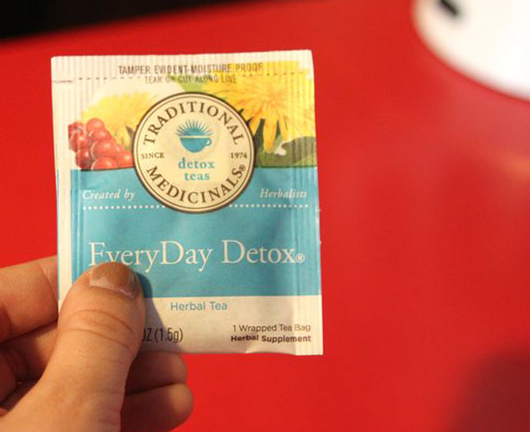 TAMPER EVIDENT-MOISTURE PROOF
TEAR OR CUT ALONG LINE
TRADITIONAL
SINCE 1974
detox
teas
MEDICINALS®
Created by Herbalists
EveryDay Detox®
Herbal Tea
OZ (1.5g)
1 Wrapped Tea Bag
Herbal Supplement